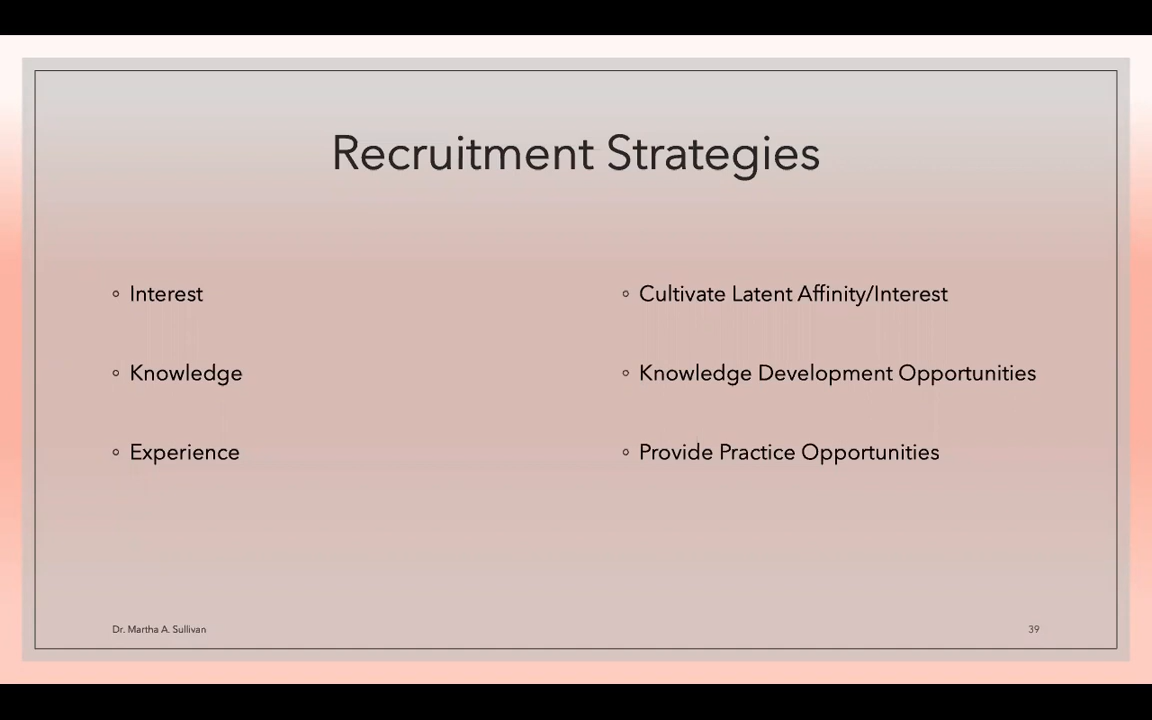 Recruitment Strategies
Interest
Knowledge
Experience
Cultivate Latent Affinity/Interest
Knowledge Development Opportunities
Provide Practice Opportunities
Dr. Martha A. Sullivan
39